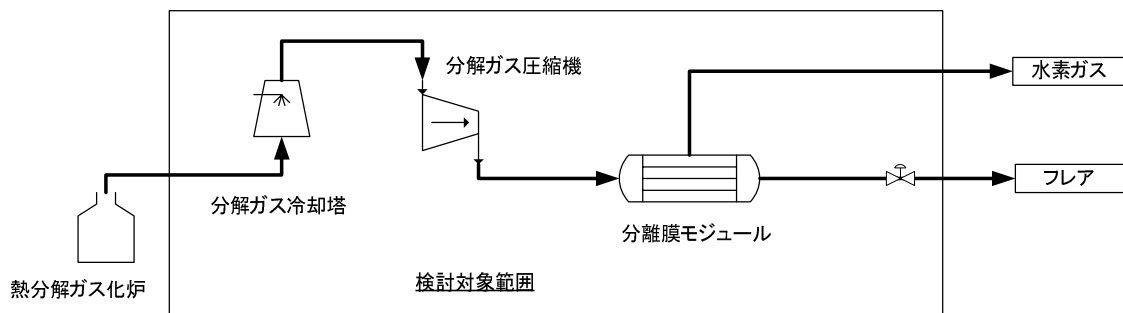 分解ガス圧縮機
水素ガス
フレア
分解ガス冷却塔
分離膜モジュール
検討対象範囲
熱分解ガス化炉